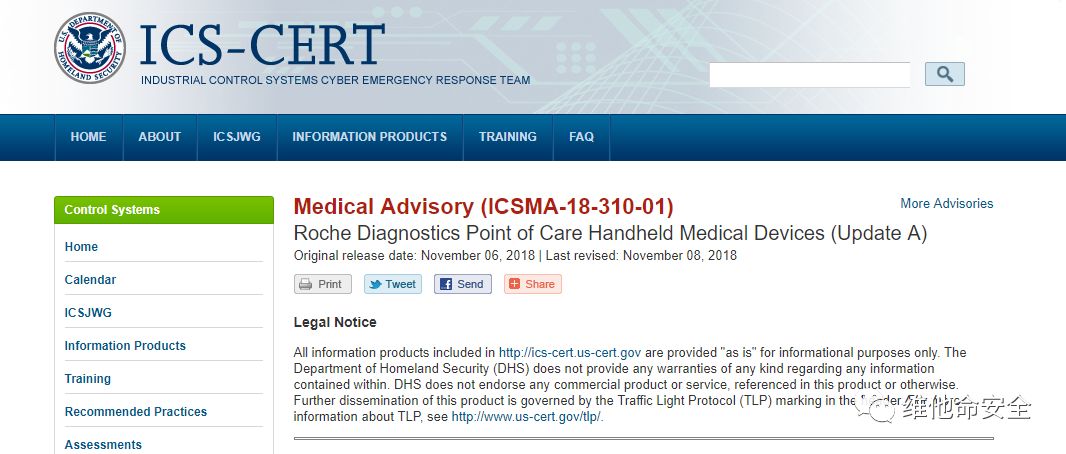 ICS-CERT
INDUSTRIAL CONTROL SYSTEMS CYBER EMERGENCY RESPONSE TEAM
U.S. DEPARTMENT OF HOMELAND SECURITY
HOME ABOUT ICSJWG INFORMATION PRODUCTS TRAINING FAQ
Control Systems
Home
Calendar
ICSJWG
Information Products
Training
Recommended Practices
Assessments
Medical Advisory (ICSMA-18-310-01)
More Advisories
Roche Diagnostics Point of Care Handheld Medical Devices (Update A)
Original release date: November 06, 2018 | Last revised: November 08, 2018
Print Tweet Send Share
Legal Notice
All information products included in http://ics-cert.us-cert.gov are provided "as is" for informational purposes only. The
Department of Homeland Security (DHS) does not provide any warranties of any kind regarding any information
contained within. DHS does not endorse any commercial product or service, referenced in this product or otherwise.
Further dissemination of this product is governed by the Traffic Light Protocol (TLP) marking in the
information about TLP, see http://www.us-cert.gov/tlp/.
维他命安全